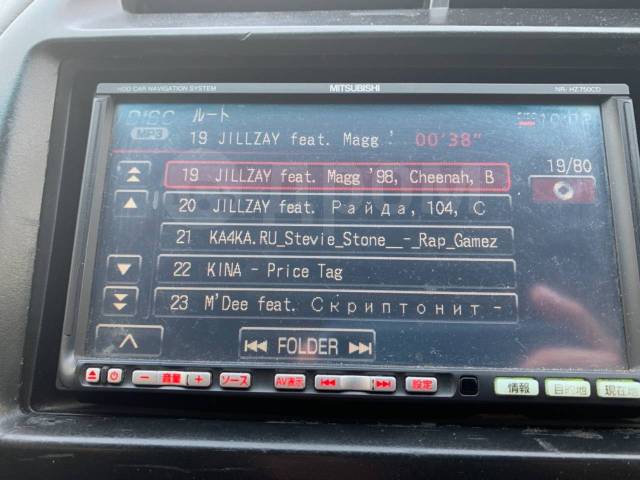 HDD CAR NAVIGATION SYSTEM MITSUBISHI NR-HZ750CD
DISC ルート
MP3 19 JILLZAY feat. Magg ' 00'38"
19/80
19 JILLZAY feat. Magg '98, Cheenah, B
20 JILLZAY feat. Райда, 104, С
21 KA4KA.RU_Stevie_Stone__-_Rap_Gamez
22 KINA - Price Tag
23 M'Dee feat. Скриптонит -
FOLDER
- 音量 + ソース AV表示 設定 情報 目的地 現在地